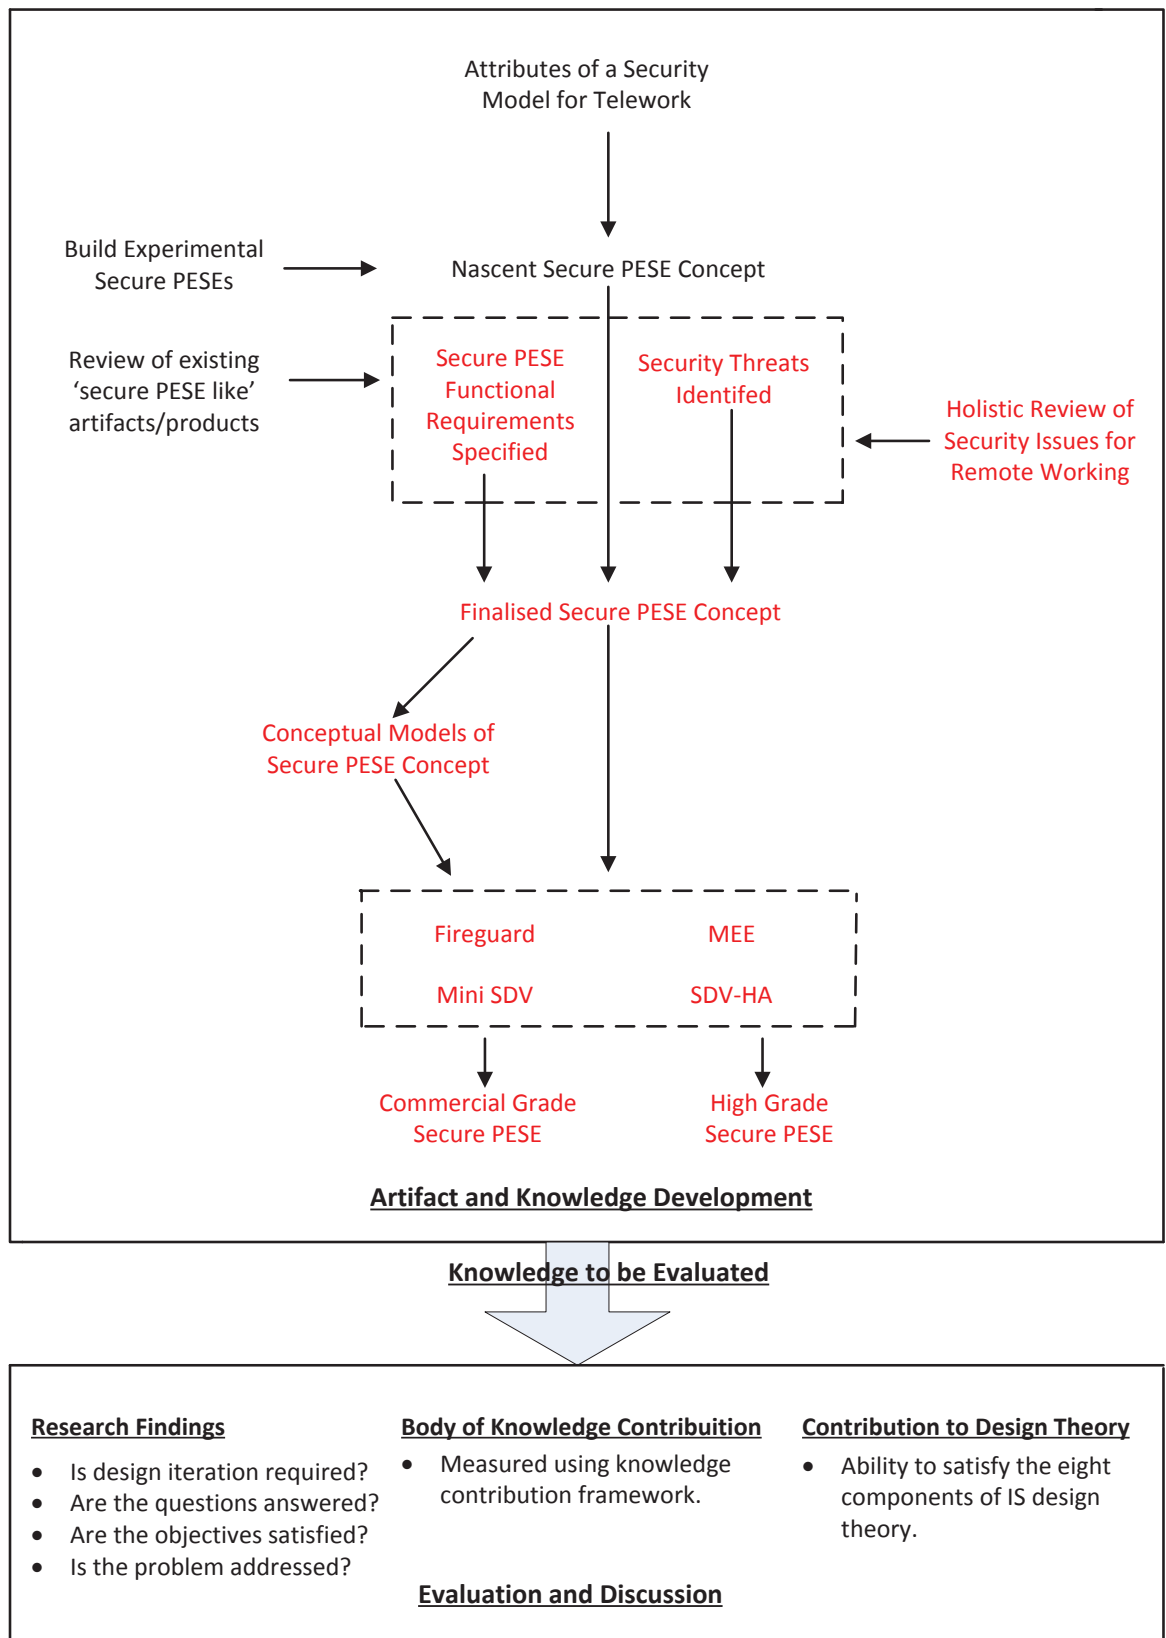 Attributes of a Security
Model for Telework
Build Experimental
Secure PESEs
Nascent Secure PESE Concept
Review of existing
‘secure PESE like’
artifacts/products
Secure PESE
Functional
Requirements
Specified
Security Threats
Identifed
Holistic Review of
Security Issues for
Remote Working
Finalised Secure PESE Concept
Conceptual Models of
Secure PESE Concept
Fireguard
MEE
Mini SDV
SDV-HA
Commercial Grade
Secure PESE
High Grade
Secure PESE
Artifact and Knowledge Development
Knowledge to be Evaluated
Research Findings
• Is design iteration required?
• Are the questions answered?
• Are the objectives satisfied?
• Is the problem addressed?
Body of Knowledge Contribuition
• Measured using knowledge
contribution framework.
Contribution to Design Theory
• Ability to satisfy the eight
components of IS design
theory.
Evaluation and Discussion